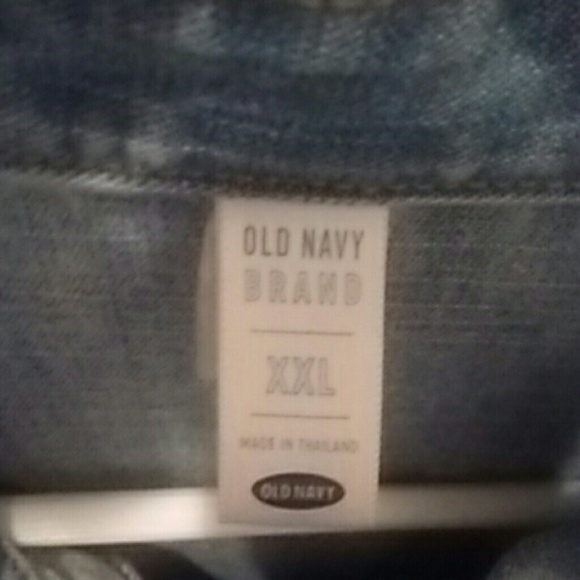 OLD NAVY
BRAND
XXL
MADE IN THAILAND
OLD NAVY